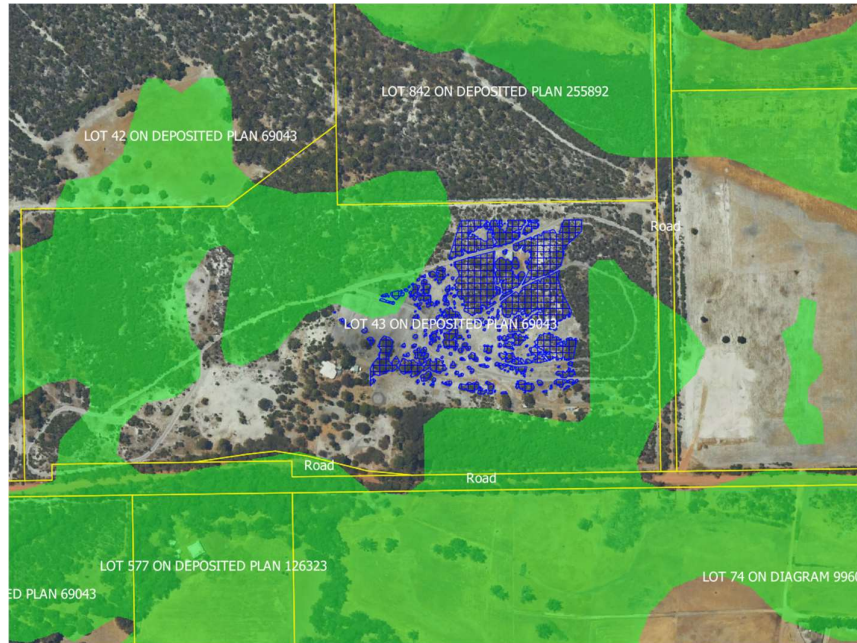 LOT 842 ON DEPOSITED PLAN 255892
LOT 42 ON DEPOSITED PLAN 69043
Road
LOT 43 ON DEPOSITED PLAN 69043
Road
Road
LOT 577 ON DEPOSITED PLAN 126323
LOT 74 ON DIAGRAM 9960
ED PLAN 69043